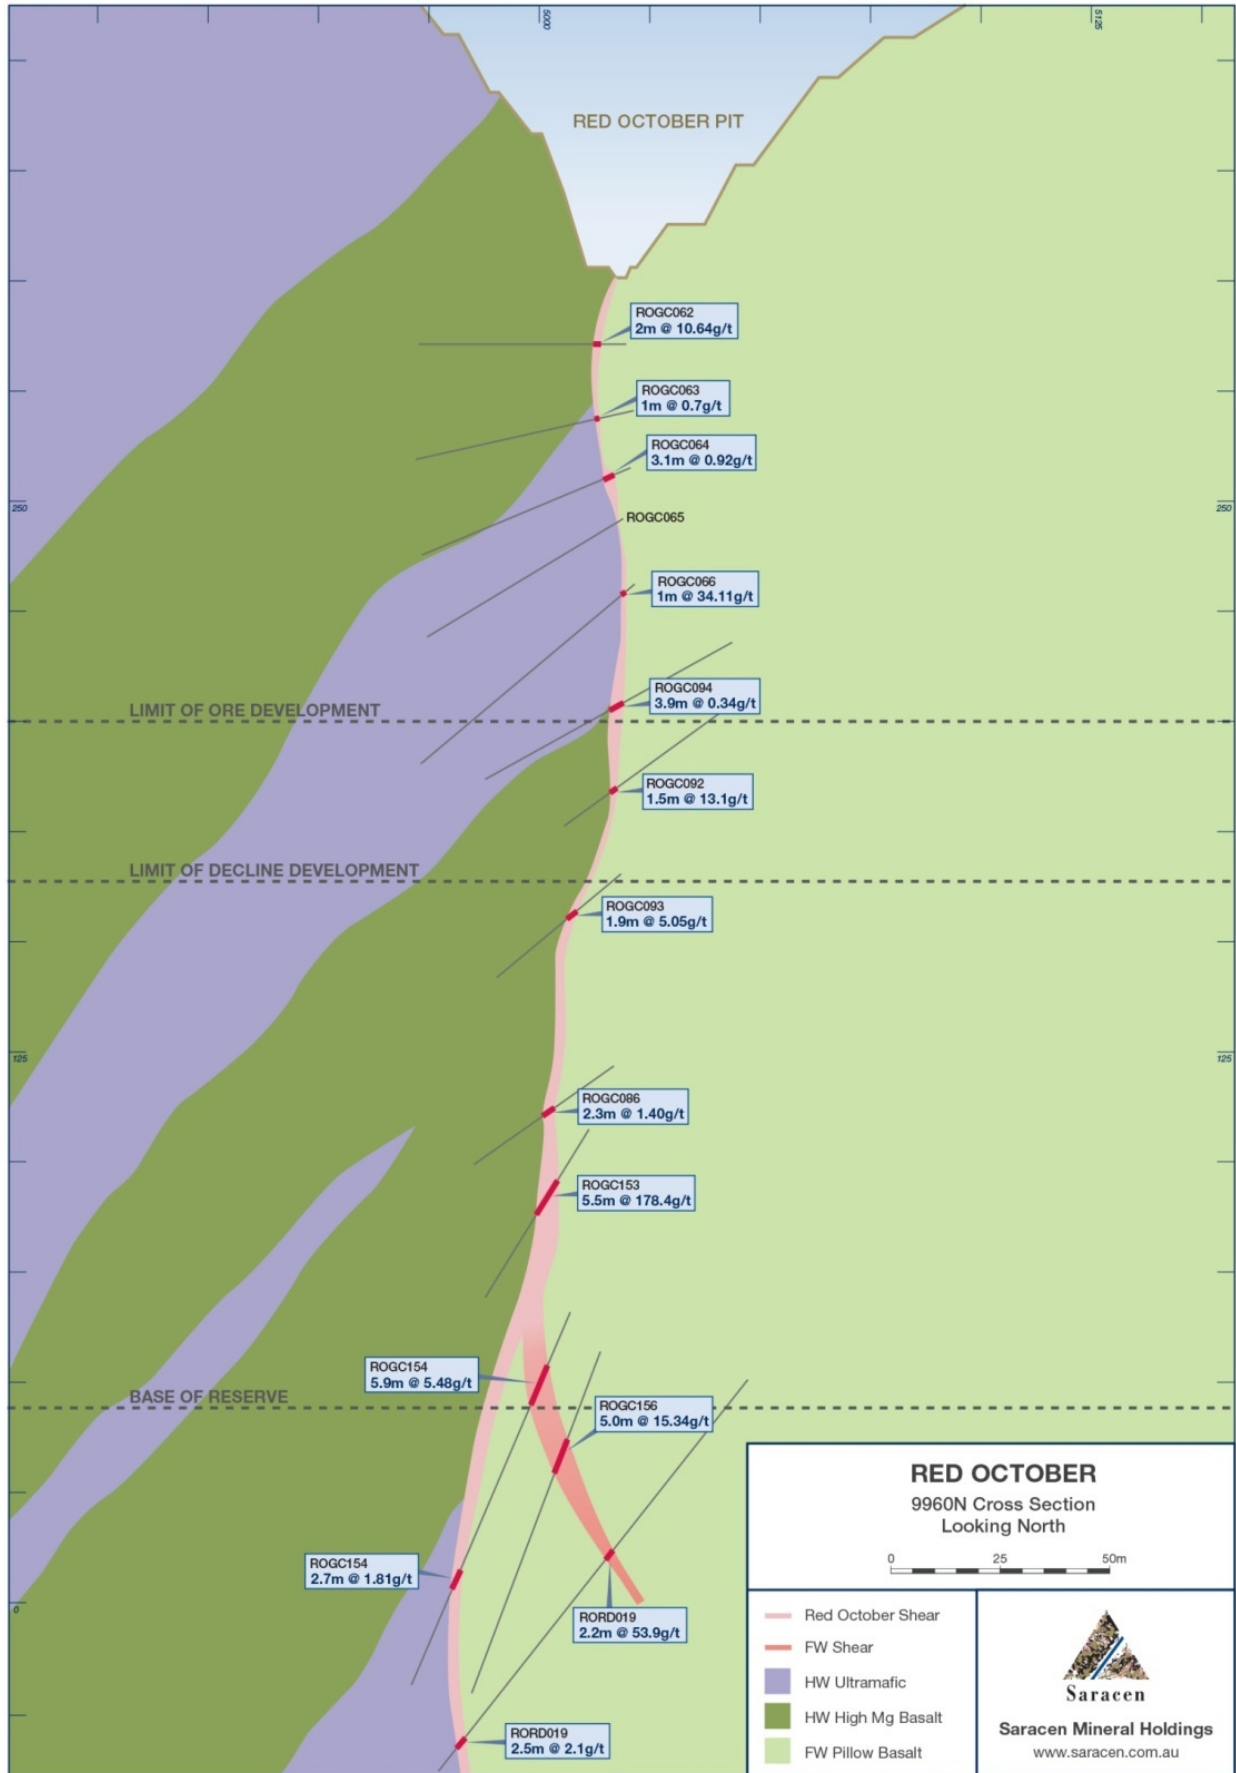 5000
5125
RED OCTOBER PIT
ROGC062
2m @ 10.64g/t
ROGC063
1m @ 0.7g/t
ROGC064
3.1m @ 0.92g/t
250
250
ROGC065
ROGC066
1m @ 34.11g/t
ROGC094
3.9m @ 0.34g/t
LIMIT OF ORE DEVELOPMENT
ROGC092
1.5m @ 13.1g/t
LIMIT OF DECLINE DEVELOPMENT
ROGC093
1.9m @ 5.05g/t
125
125
ROGC086
2.3m @ 1.40g/t
ROGC153
5.5m @ 178.4g/t
ROGC154
5.9m @ 5.48g/t
BASE OF RESERVE
ROGC156
5.0m @ 15.34g/t
ROGC154
2.7m @ 1.81g/t
0
RORD019
2.2m @ 53.9g/t
RORD019
2.5m @ 2.1g/t
RED OCTOBER
9960N Cross Section
Looking North
0 25 50m
Red October Shear
FW Shear
HW Ultramafic
HW High Mg Basalt
FW Pillow Basalt
Saracen
Saracen Mineral Holdings
www.saracen.com.au